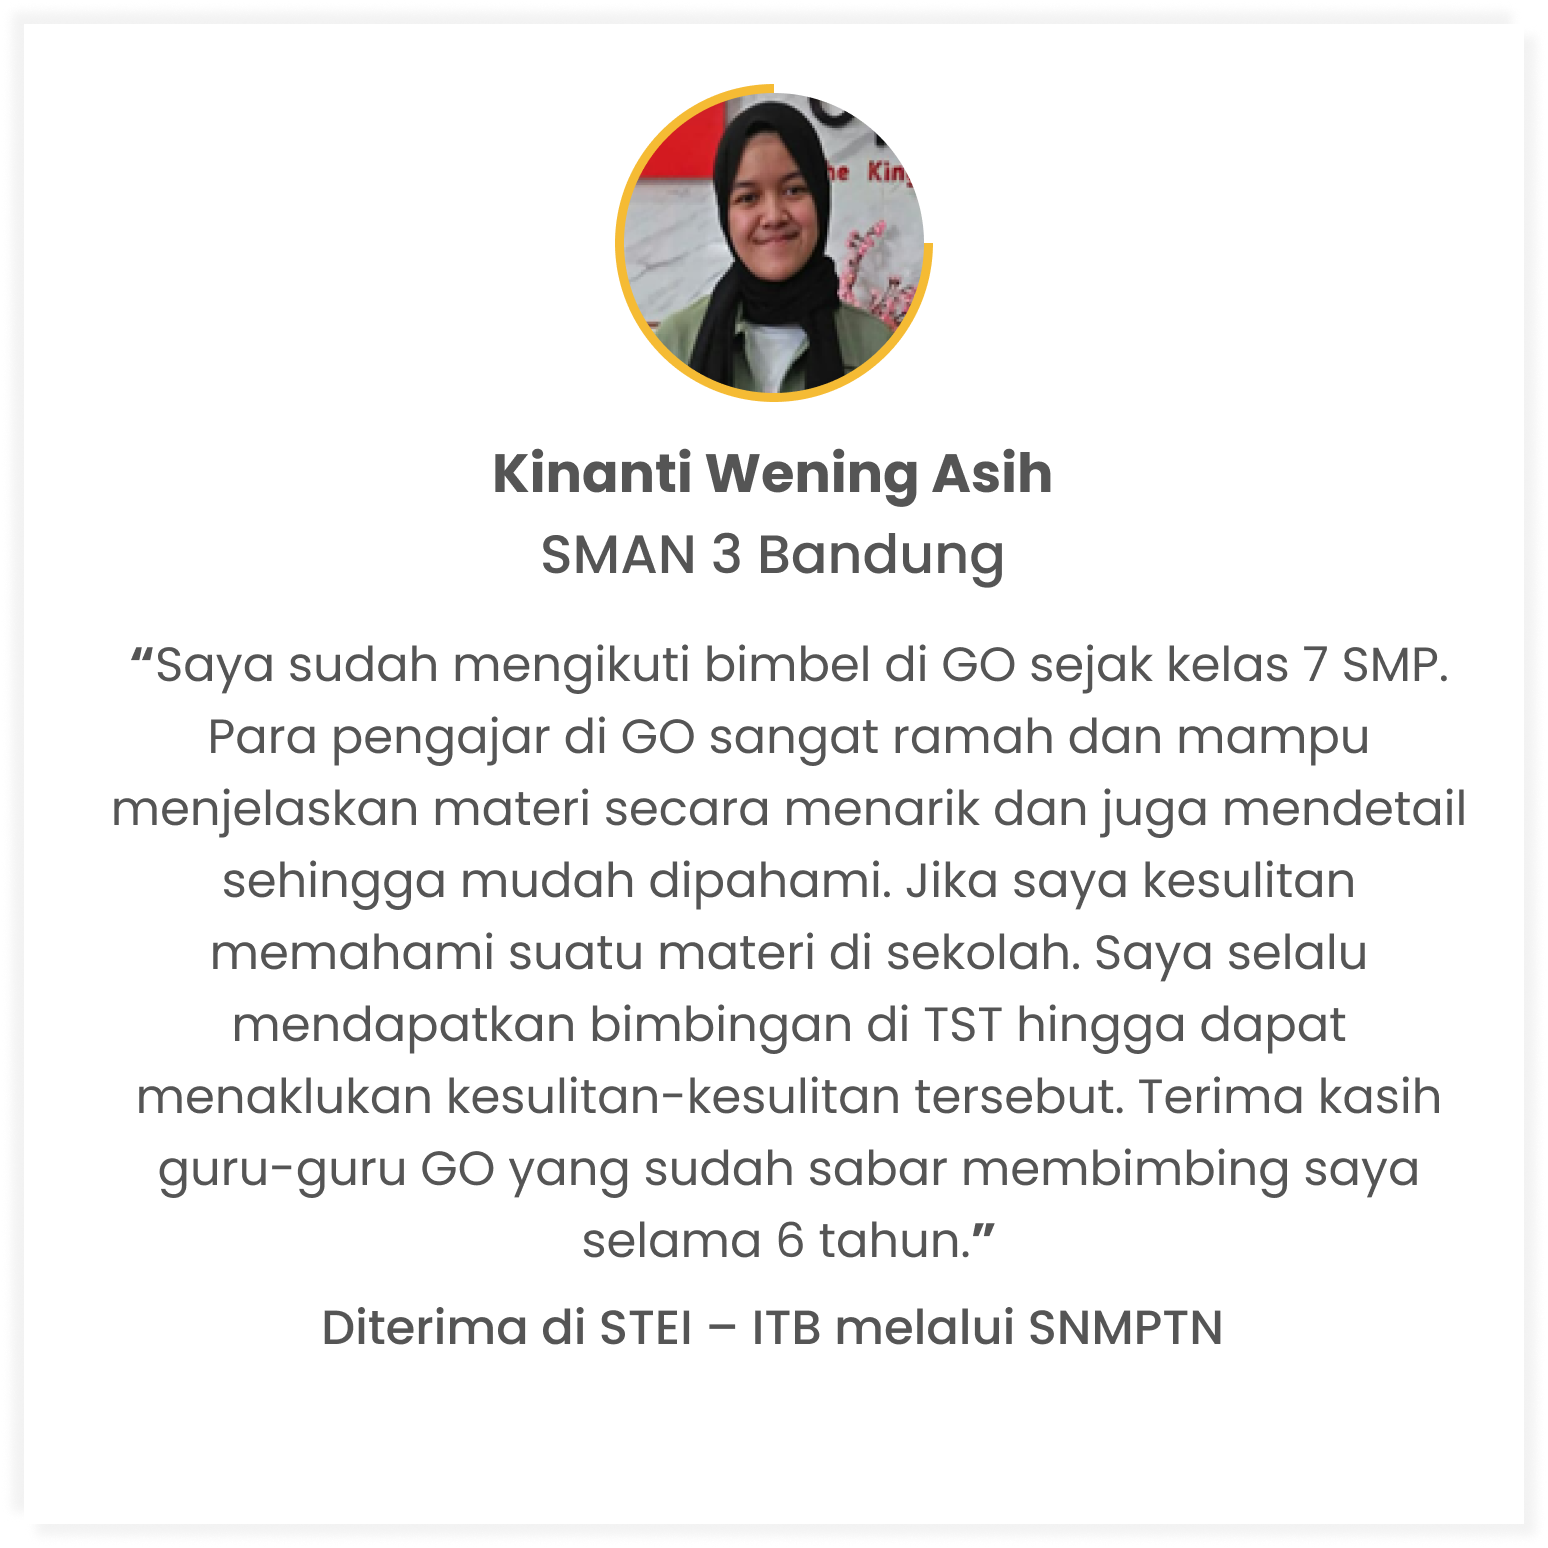 he King
Kinanti Wening Asih
SMAN 3 Bandung
“Saya sudah mengikuti bimbel di GO sejak kelas 7 SMP.
Para pengajar di GO sangat ramah dan mampu
menjelaskan materi secara menarik dan juga mendetail
sehingga mudah dipahami. Jika saya kesulitan
memahami suatu materi di sekolah. Saya selalu
mendapatkan bimbingan di TST hingga dapat
menaklukan kesulitan-kesulitan tersebut. Terima kasih
guru-guru GO yang sudah sabar membimbing saya
selama 6 tahun.”
Diterima di STEI – ITB melalui SNMPTN